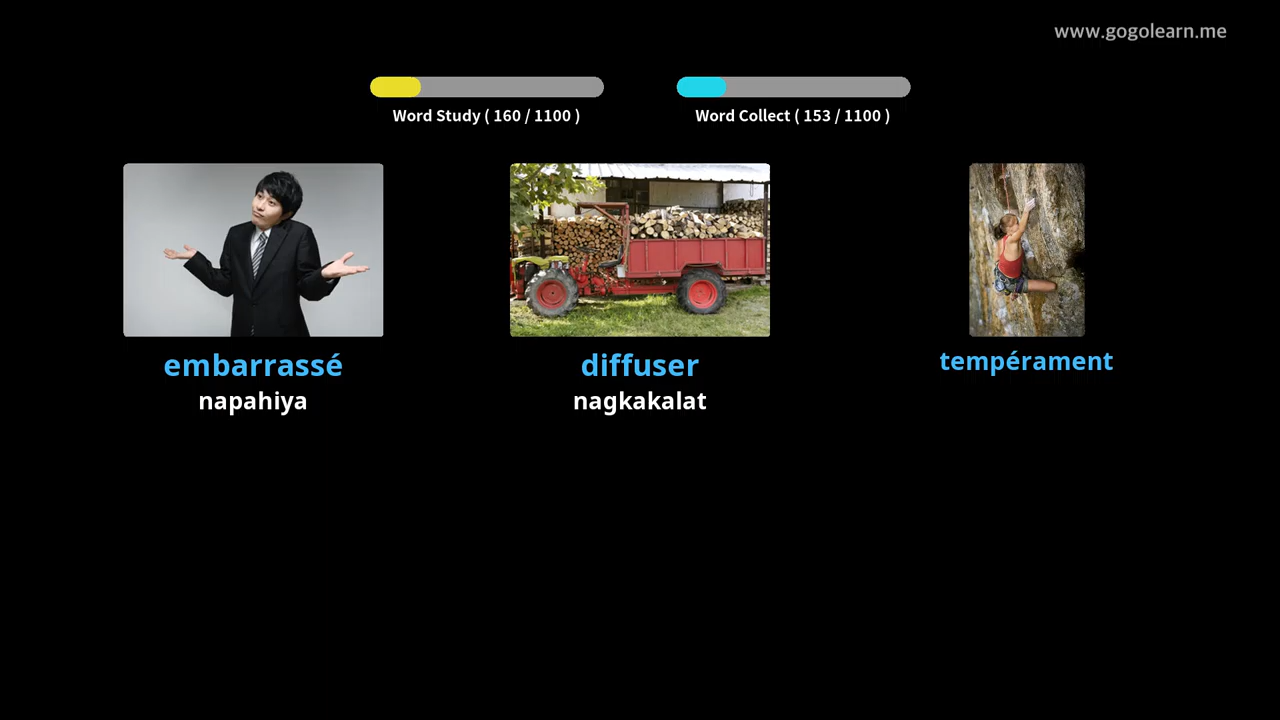 www.gogolearn.me
Word Study ( 160 / 1100 )
Word Collect ( 153 / 1100 )
embarrassé
napahiya
diffuser
nagkakalat
tempérament